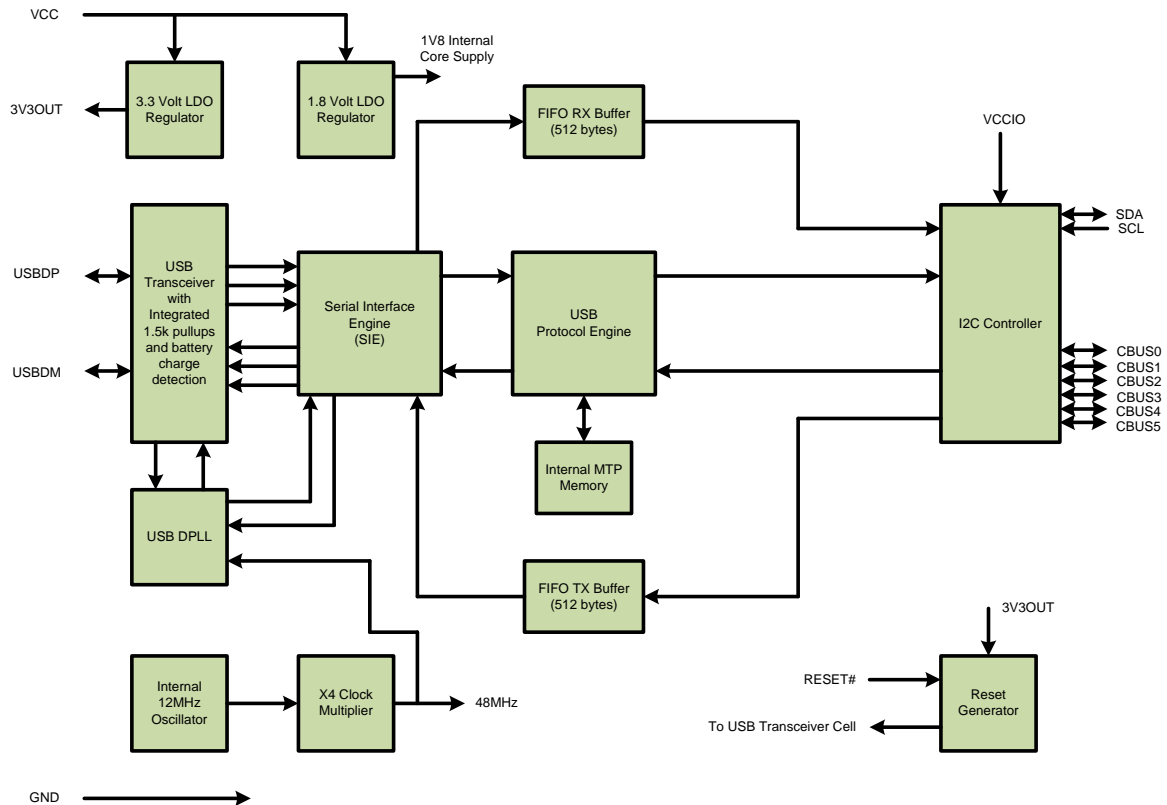 VCC
1V8 Internal
Core Supply
3.3 Volt LDO
Regulator
1.8 Volt LDO
Regulator
3V3OUT
FIFO RX Buffer
(512 bytes)
VCCIO
SDA
SCL
USBDP
USBDM
USB
Transceiver
with
Integrated
1.5k pullups
and battery
charge
detection
Serial Interface
Engine
(SIE)
USB
Protocol Engine
I2C Controller
CBUS0
CBUS1
CBUS2
CBUS3
CBUS4
CBUS5
Internal MTP
Memory
USB DPLL
FIFO TX Buffer
(512 bytes)
3V3OUT
Internal
12MHz
Oscillator
X4 Clock
Multiplier
48MHz
RESET#
To USB Transceiver Cell
Reset
Generator
GND